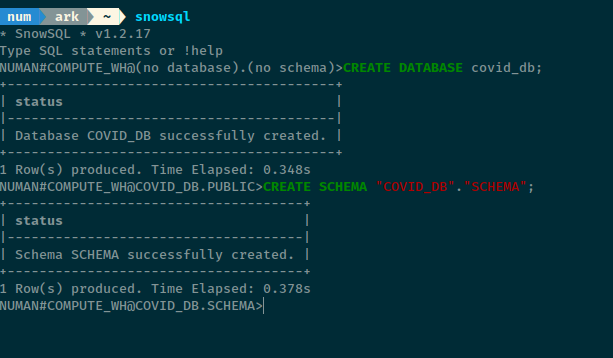 num ark ~ snowsql
* SnowSQL * v1.2.17
Type SQL statements or !help
NUMAN#COMPUTE_WH@(no database).(no schema)>CREATE DATABASE covid_db;
+-----------------------------------------+
| status                                  |
|-----------------------------------------|
| Database COVID_DB successfully created. |
+-----------------------------------------+
1 Row(s) produced. Time Elapsed: 0.348s
NUMAN#COMPUTE_WH@COVID_DB.PUBLIC>CREATE SCHEMA "COVID_DB"."SCHEMA";
+-------------------------------------+
| status                              |
|-------------------------------------|
| Schema SCHEMA successfully created. |
+-------------------------------------+
1 Row(s) produced. Time Elapsed: 0.378s
NUMAN#COMPUTE_WH@COVID_DB.SCHEMA>